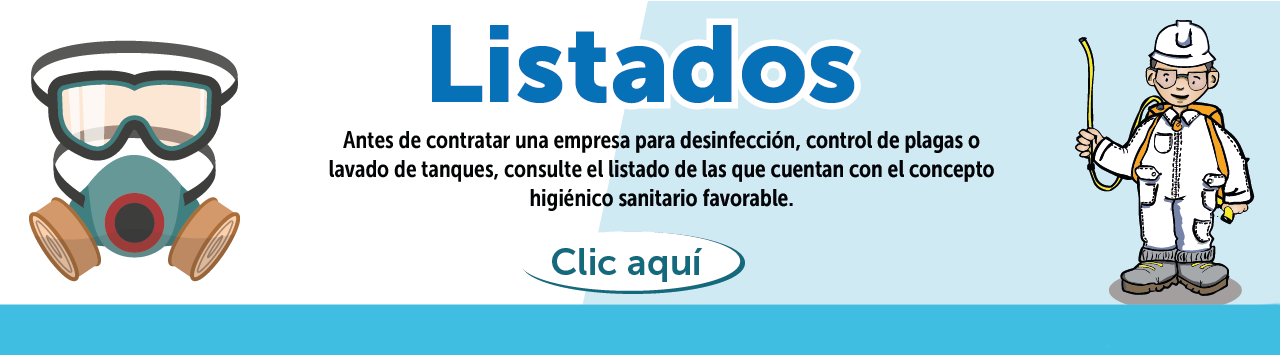 Listados
Antes de contratar una empresa para desinfección, control de plagas o
lavado de tanques, consulte el listado de las que cuentan con el concepto
higiénico sanitario favorable.
Clic aquí